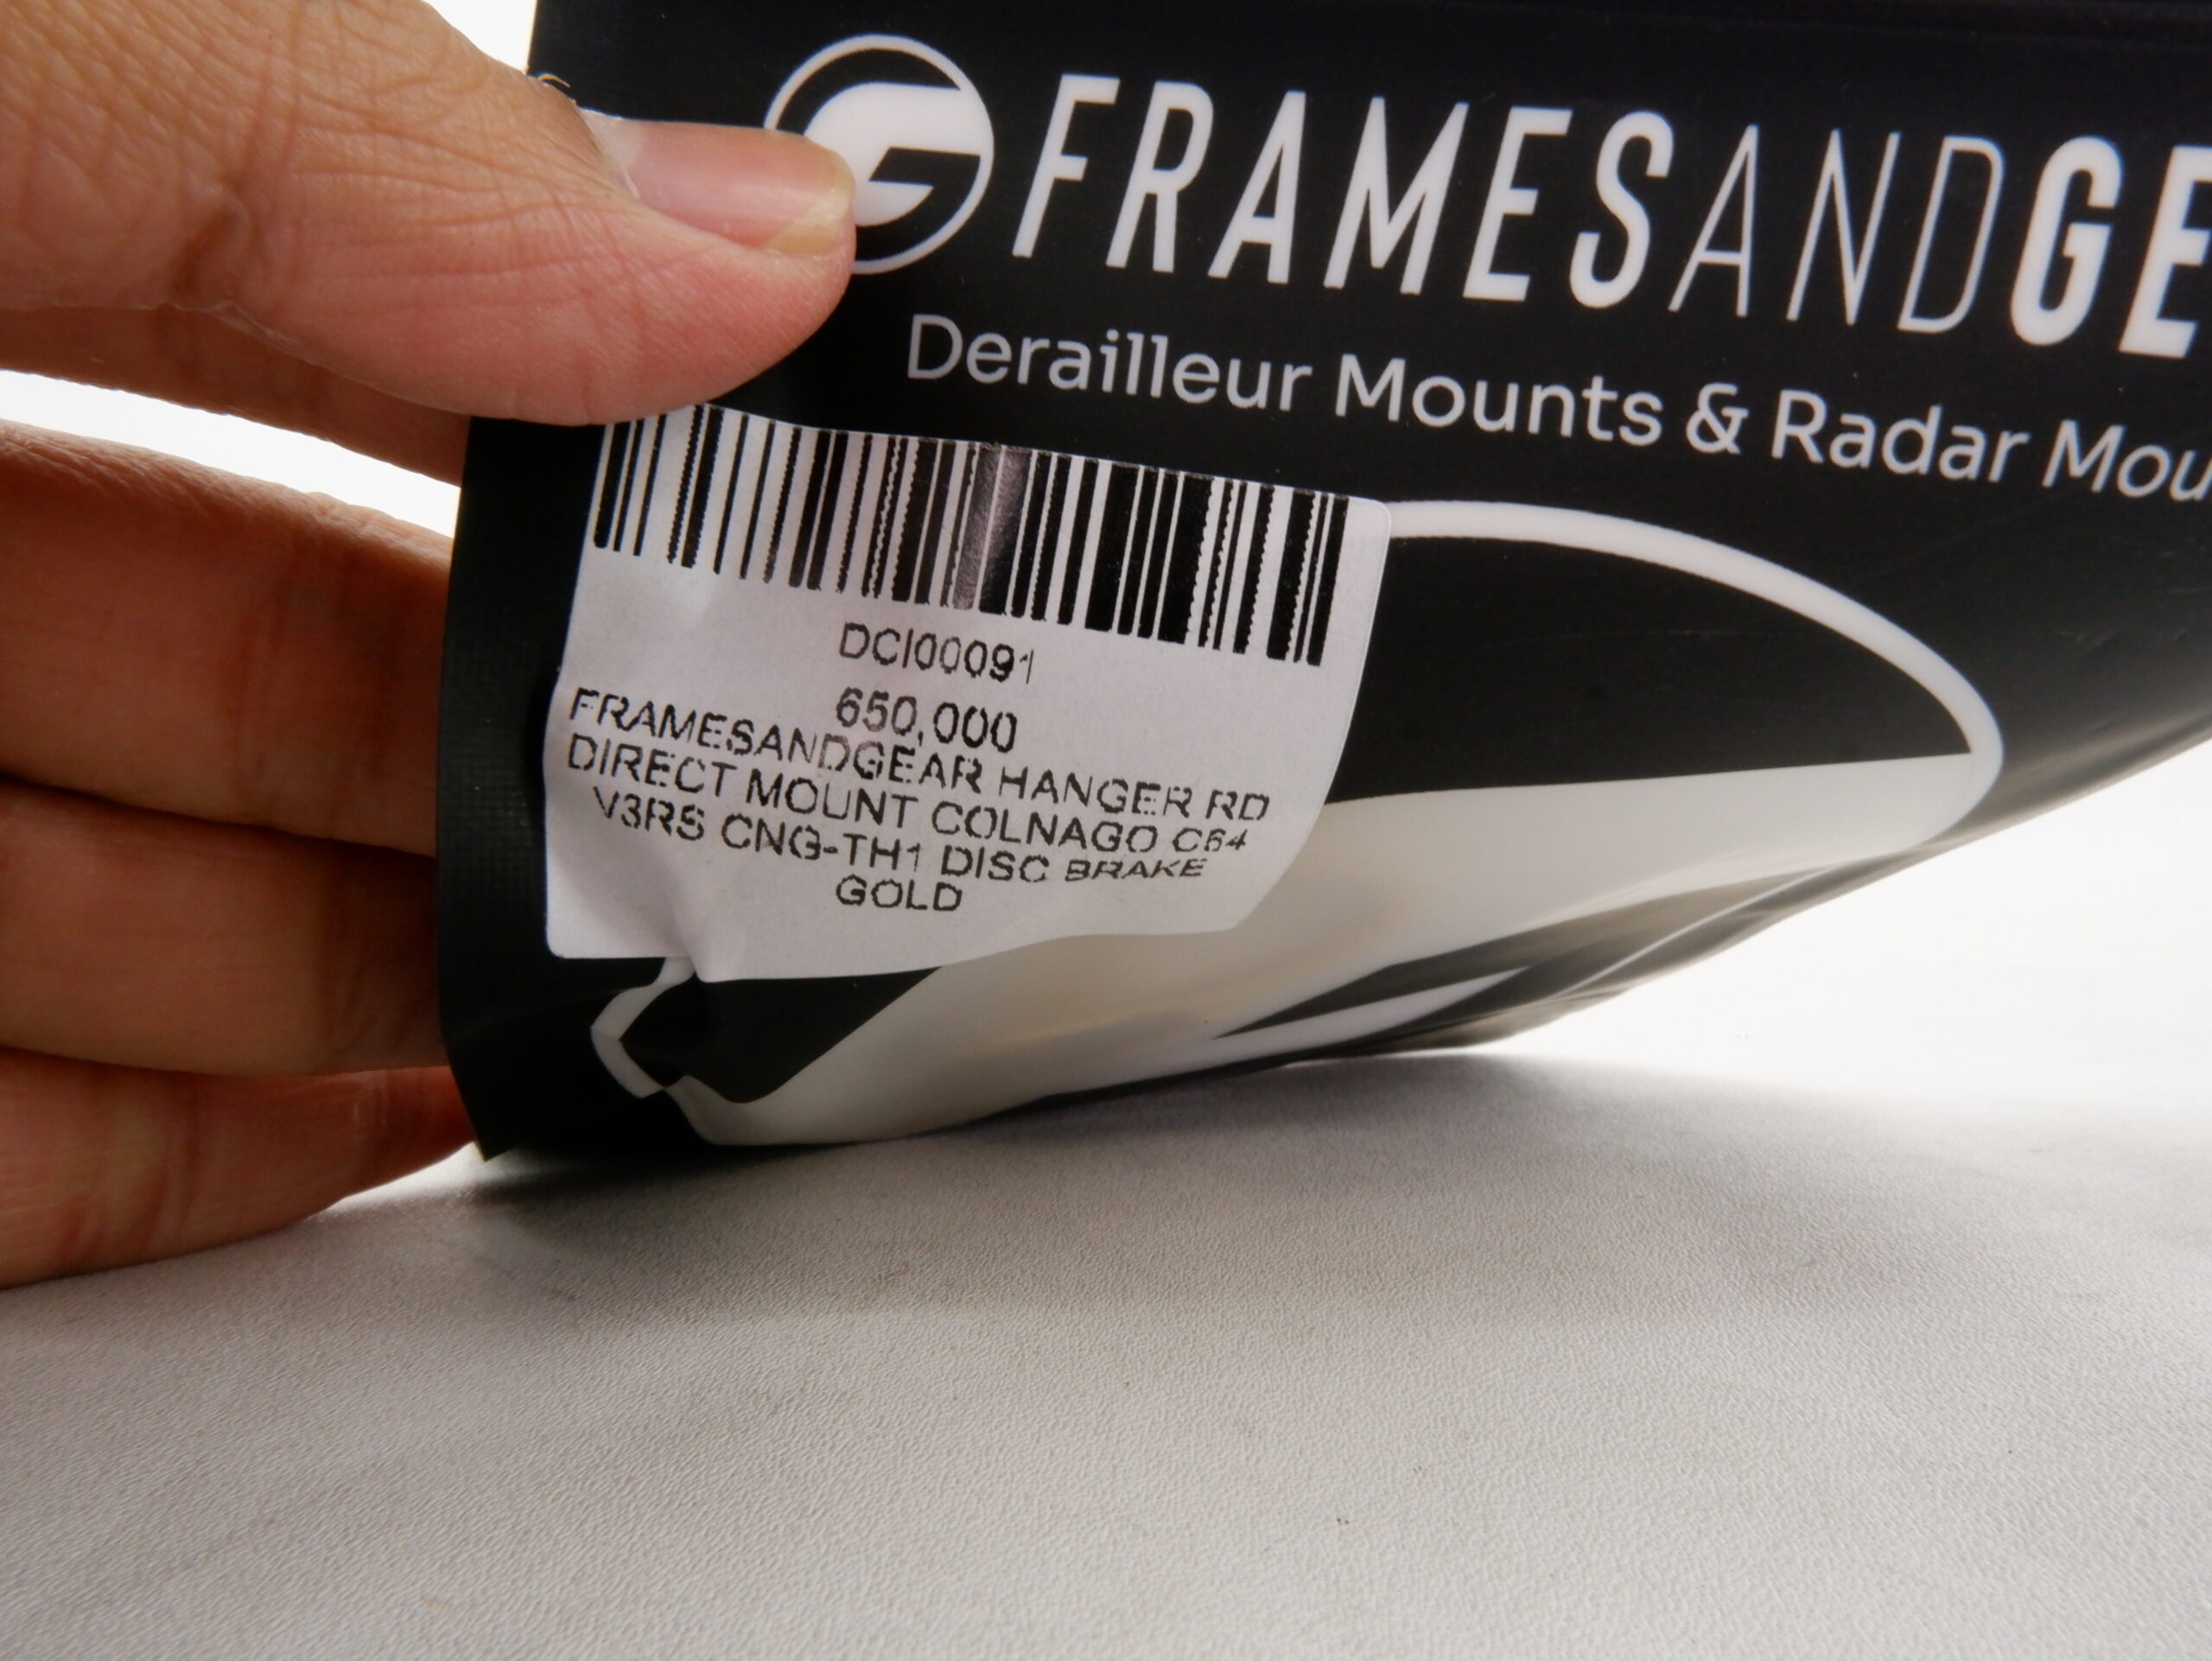 FRAMESANDGE
Derailleur Mounts & Radar Mou
DCI00091
650,000
FRAMESANDGEAR HANGER RD
DIRECT MOUNT COLNAGO C64
V3RS CNG-TH1 DISC BRAKE
GOLD